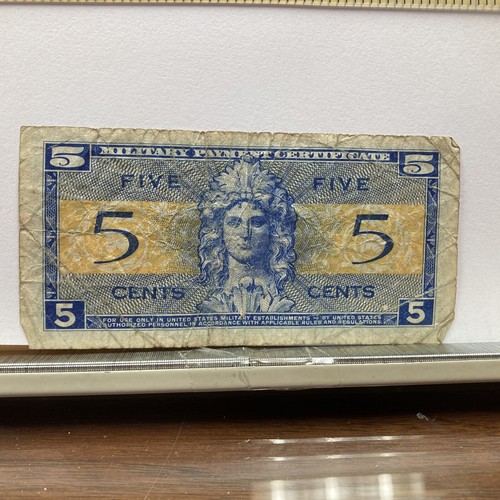 5 MILITARY PAYMENT CERTIFICATE 5
FIVE FIVE
5 5
CENTS CENTS
5 FOR USE ONLY IN UNITED STATES MILITARY ESTABLISHMENTS - BY UNITED STATES 5
AUTHORIZED PERSONNEL IN ACCORDANCE WITH APPLICABLE RULES AND REGULATIONS.